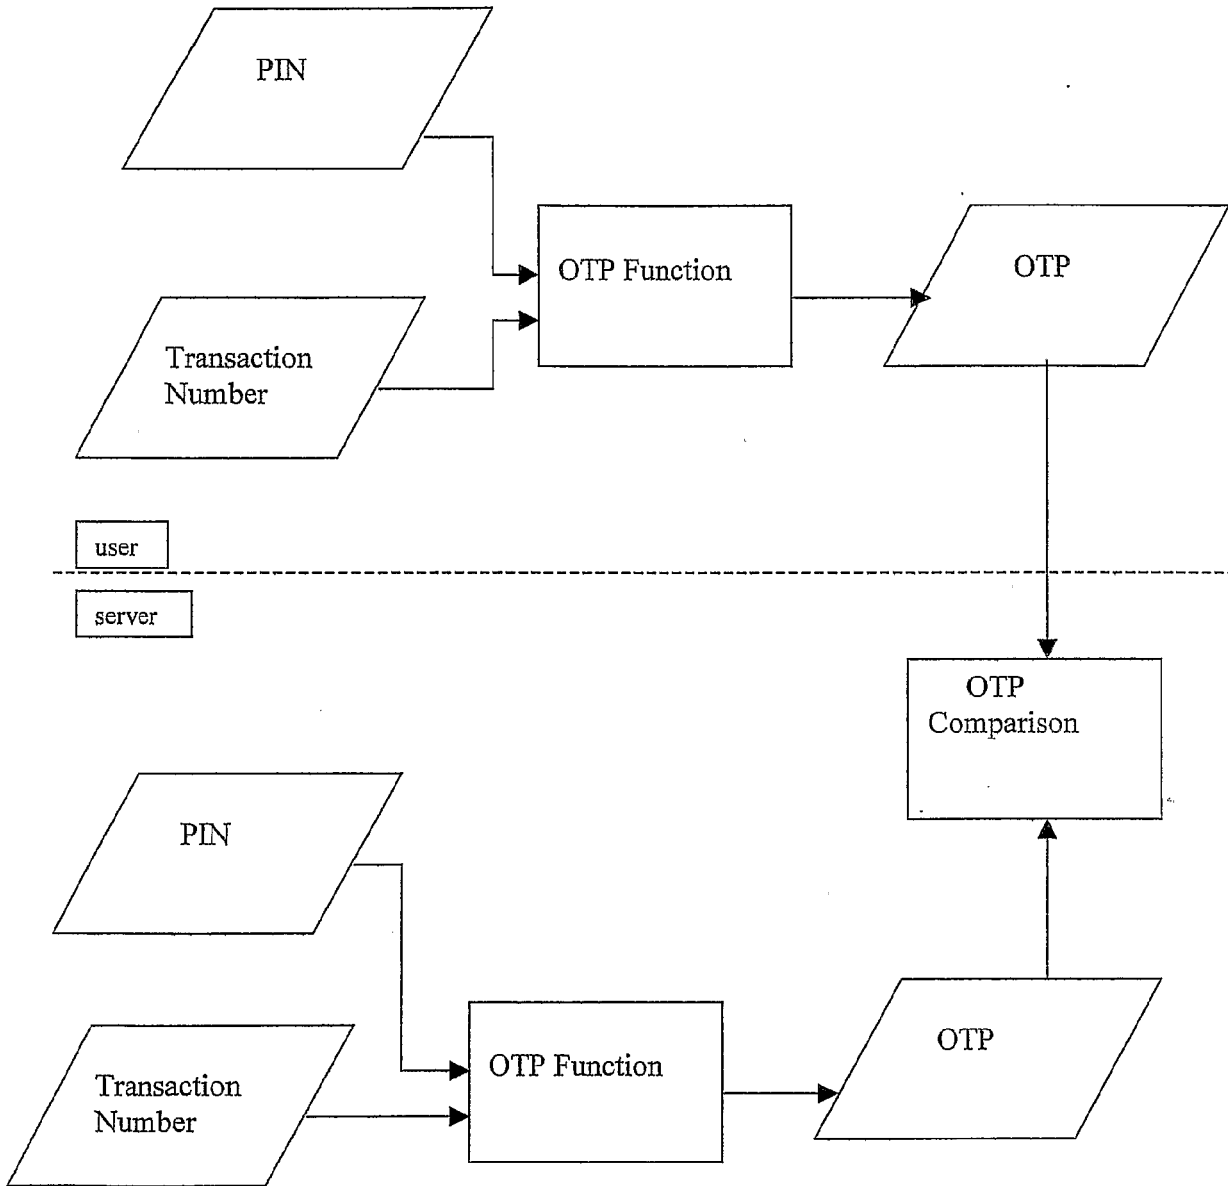 PIN
OTP Function
OTP
Transaction
Number
user
server
OTP
Comparison
PIN
OTP Function
OTP
Transaction
Number